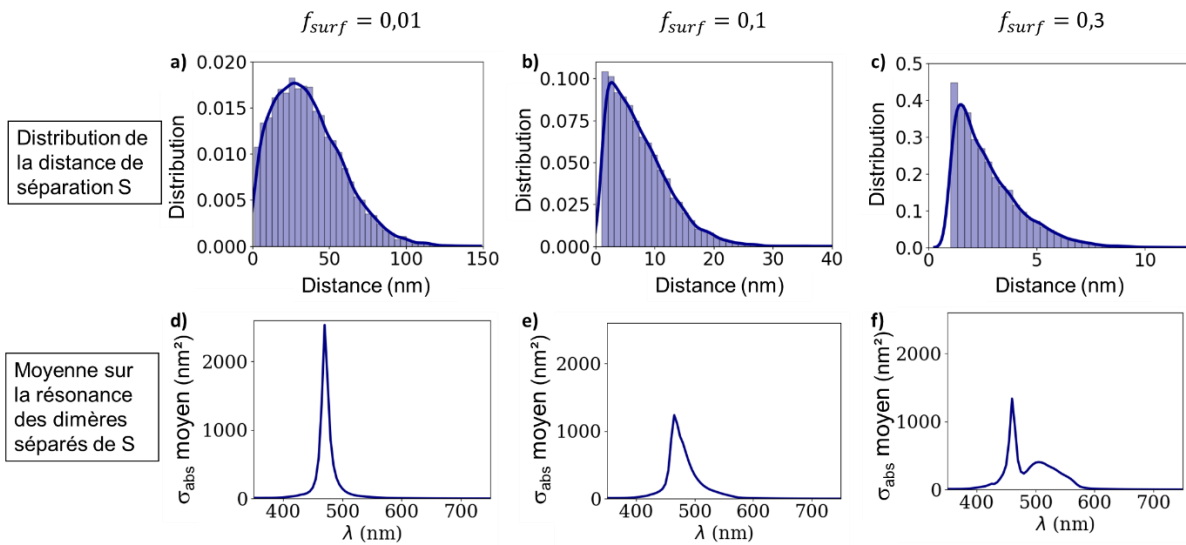 f_surf = 0,01
f_surf = 0,1
f_surf = 0,3
Distribution de
la distance de
séparation S
a)
0.020
0.015
0.010
0.005
0.000
Distribution
0 50 100 150
Distance (nm)
b)
0.100
0.075
0.050
0.025
0.000
Distribution
0 10 20 30 40
Distance (nm)
c)
0.5
0.4
0.3
0.2
0.1
0.0
Distribution
0 5 10
Distance (nm)
Moyenne sur
la résonance
des dimères
séparés de S
d)
2000
1000
0
σabs moyen (nm²)
400 500 600 700
λ (nm)
e)
2000
1000
0
σabs moyen (nm²)
400 500 600 700
λ (nm)
f)
2000
1000
0
σabs moyen (nm²)
400 500 600 700
λ (nm)